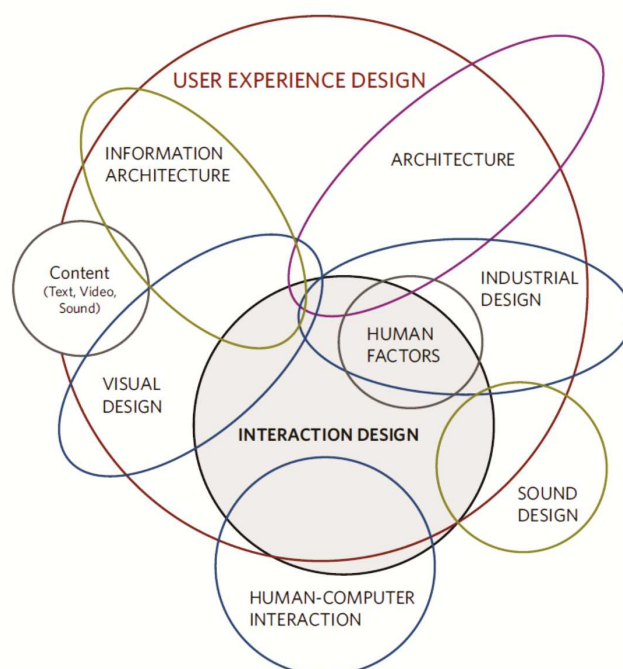 USER EXPERIENCE DESIGN
INFORMATION
ARCHITECTURE
ARCHITECTURE
Content
(Text, Video,
Sound)
INDUSTRIAL
DESIGN
HUMAN
FACTORS
VISUAL
DESIGN
INTERACTION DESIGN
SOUND
DESIGN
HUMAN-COMPUTER
INTERACTION